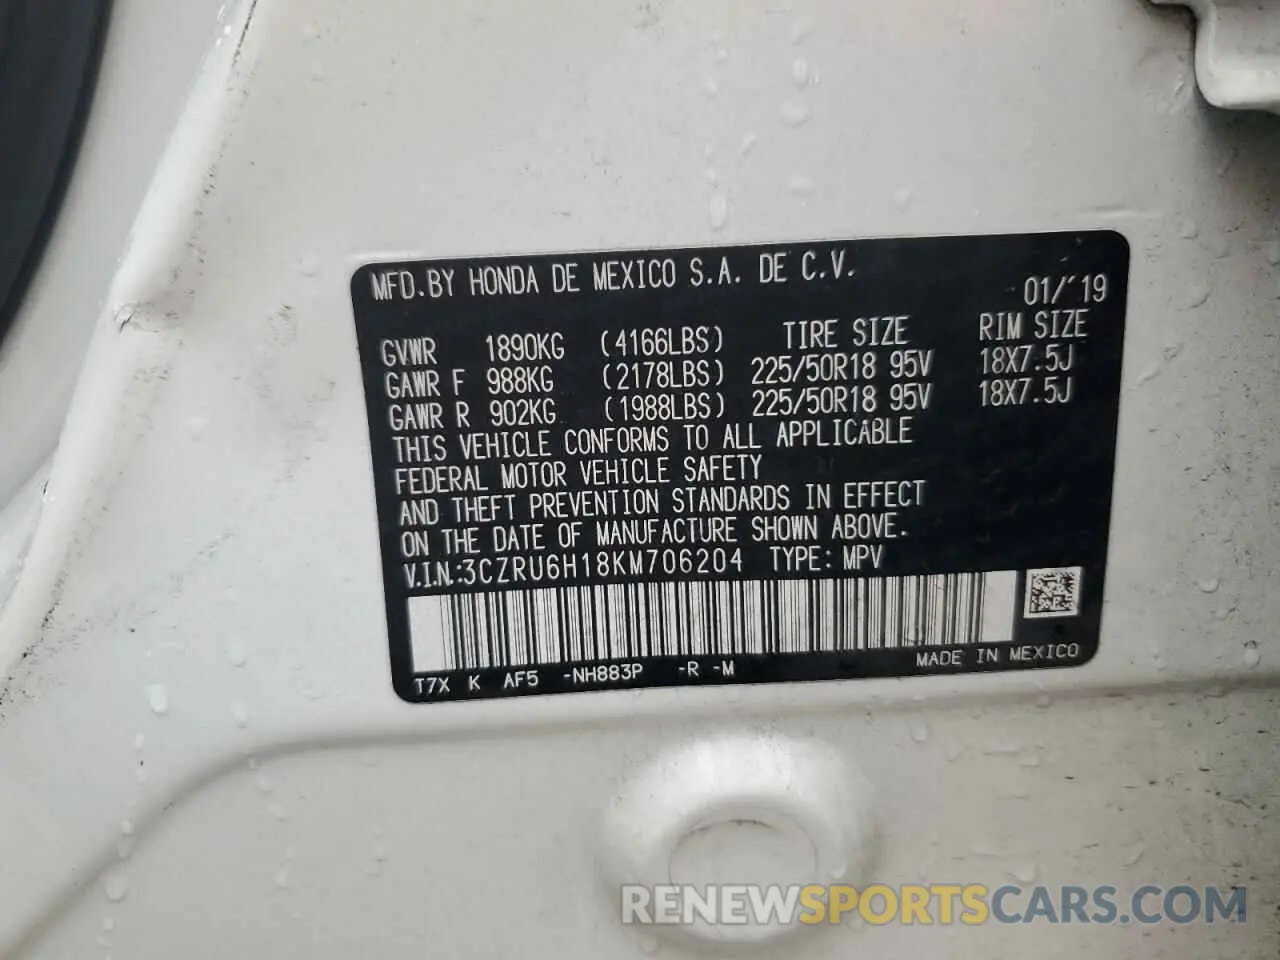 MFD. BY HONDA DE MEXICO S.A. DE C.V.
01/'19
GVWR 1890KG (4166LBS) TIRE SIZE RIM SIZE
GAWR F 988KG (2178LBS) 225/50R18 95V 18X7.5J
GAWR R 902KG (1988LBS) 225/50R18 95V 18X7.5J
THIS VEHICLE CONFORMS TO ALL APPLICABLE
FEDERAL MOTOR VEHICLE SAFETY
AND THEFT PREVENTION STANDARDS IN EFFECT
ON THE DATE OF MANUFACTURE SHOWN ABOVE.
V.I.N.:3CZRU6H18KM706204 TYPE: MPV
T7X K AF5 -NH883P -R -M MADE IN MEXICO
RENEWSPORTSCARS.COM